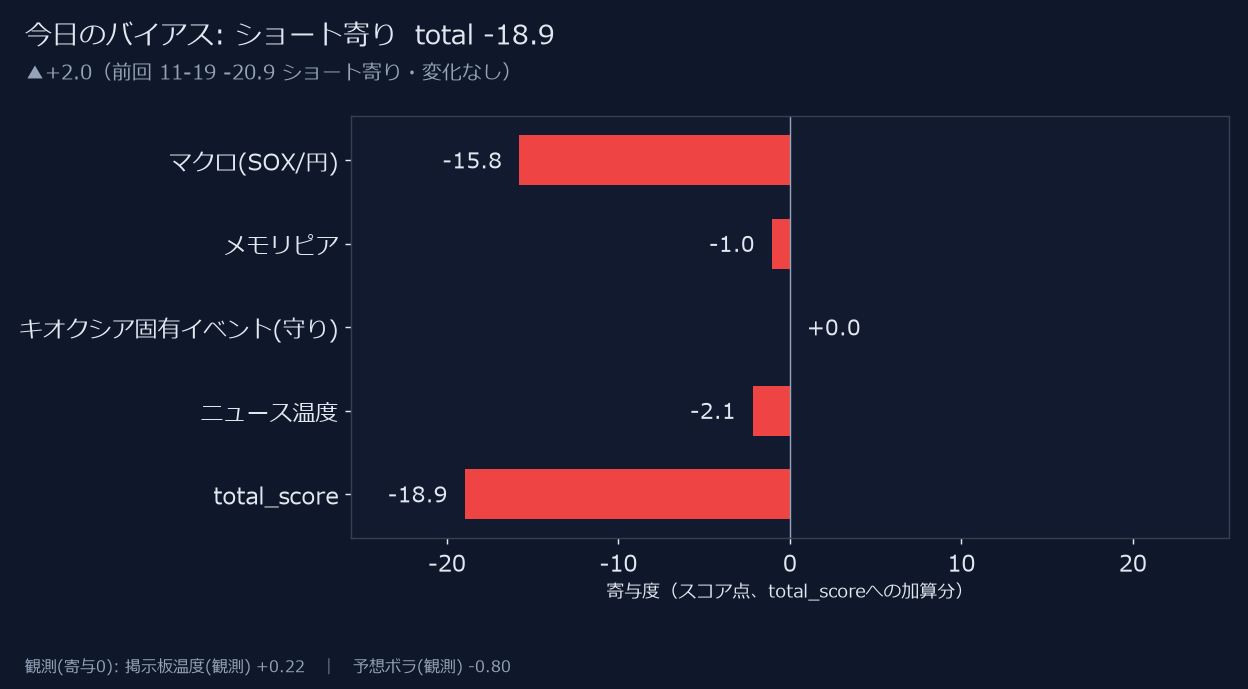 今日のバイアス: ショート寄り  total -18.9
▲+2.0（前回 11-19 -20.9 ショート寄り・変化なし）
マクロ(SOX/円)
-15.8
メモリピア
-1.0
キオクシア固有イベント(守り)
+0.0
ニュース温度
-2.1
total_score
-18.9
-20 -10 0 10 20
寄与度（スコア点、total_scoreへの加算分）
観測(寄与0): 掲示板温度(観測) +0.22 ｜ 予想ボラ(観測) -0.80